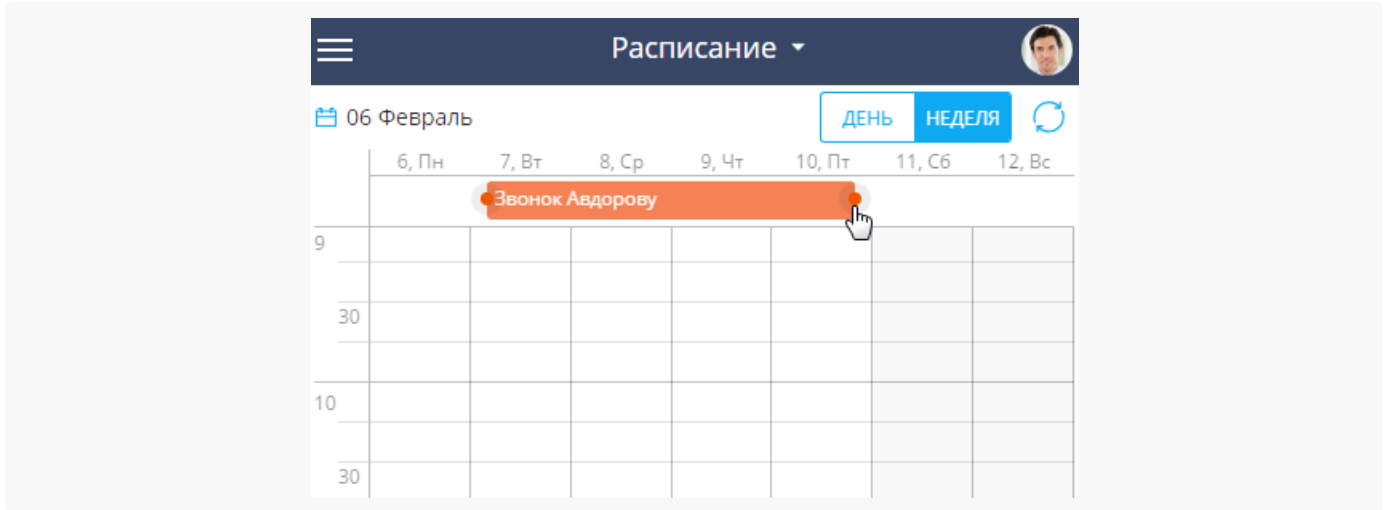 Расписание
06 Февраль ДЕНЬ НЕДЕЛЯ
6, Пн 7, Вт 8, Ср 9, Чт 10, Пт 11, Сб 12, Вс
Звонок Авдорову
9
30
10
30